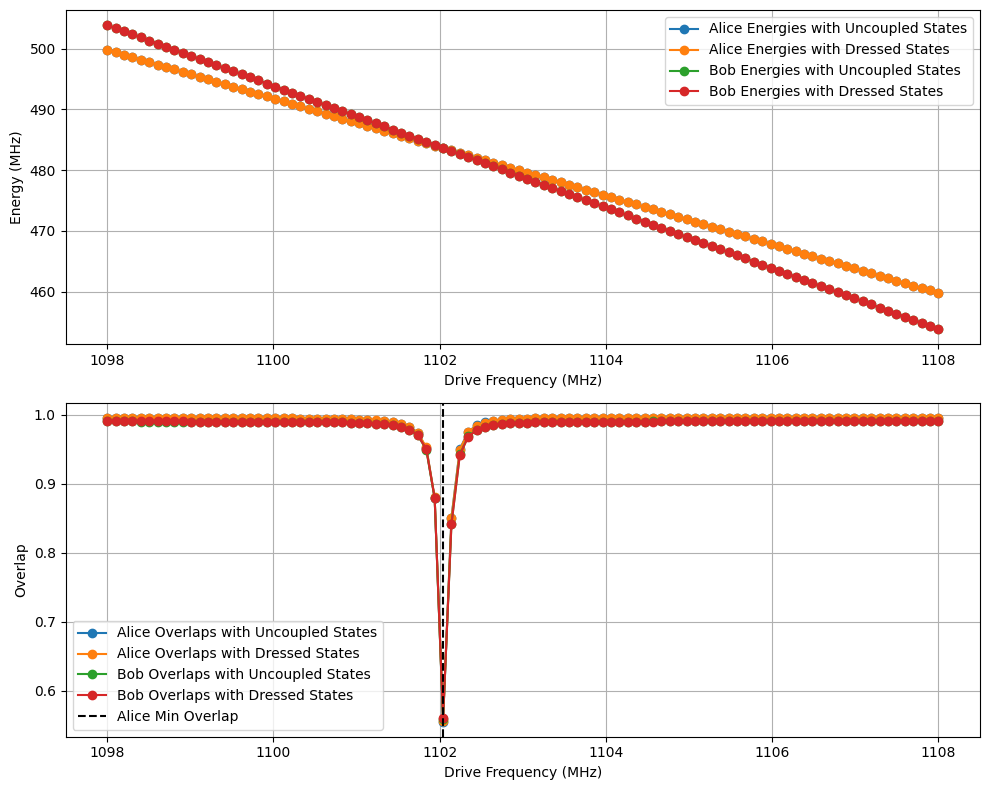 500
490
480
470
460
Energy (MHz)
1098
1100
1102
1104
1106
1108
Drive Frequency (MHz)
Alice Energies with Uncoupled States
Alice Energies with Dressed States
Bob Energies with Uncoupled States
Bob Energies with Dressed States
1.0
0.9
0.8
0.7
0.6
Overlap
Alice Overlaps with Uncoupled States
Alice Overlaps with Dressed States
Bob Overlaps with Uncoupled States
Bob Overlaps with Dressed States
Alice Min Overlap
1098
1100
1102
1104
1106
1108
Drive Frequency (MHz)